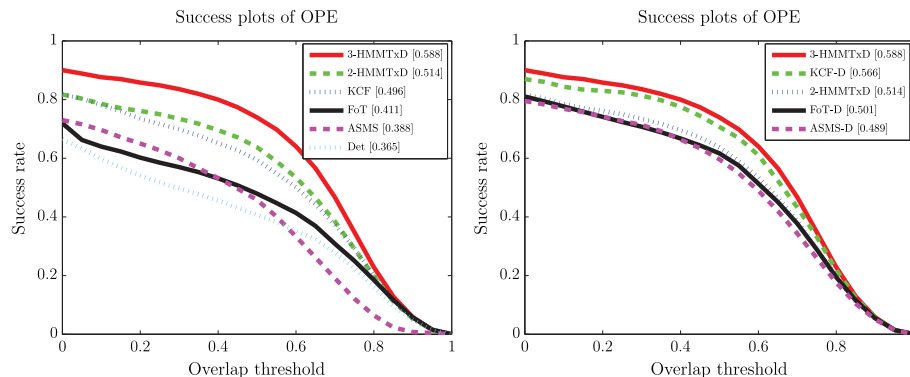 Success plots of OPE
1
0.8
0.6
0.4
0.2
0
0
0.2
0.4
0.6
0.8
1
Success rate
Overlap threshold
3-HMMTxD [0.588]
2-HMMTxD [0.514]
KCF [0.496]
FoT [0.411]
ASMS [0.388]
Det [0.365]
Success plots of OPE
1
0.8
0.6
0.4
0.2
0
0
0.2
0.4
0.6
0.8
Success rate
Overlap threshold
3-HMMTxD [0.588]
KCF-D [0.566]
2-HMMTxD [0.514]
FoT-D [0.501]
ASMS-D [0.489]